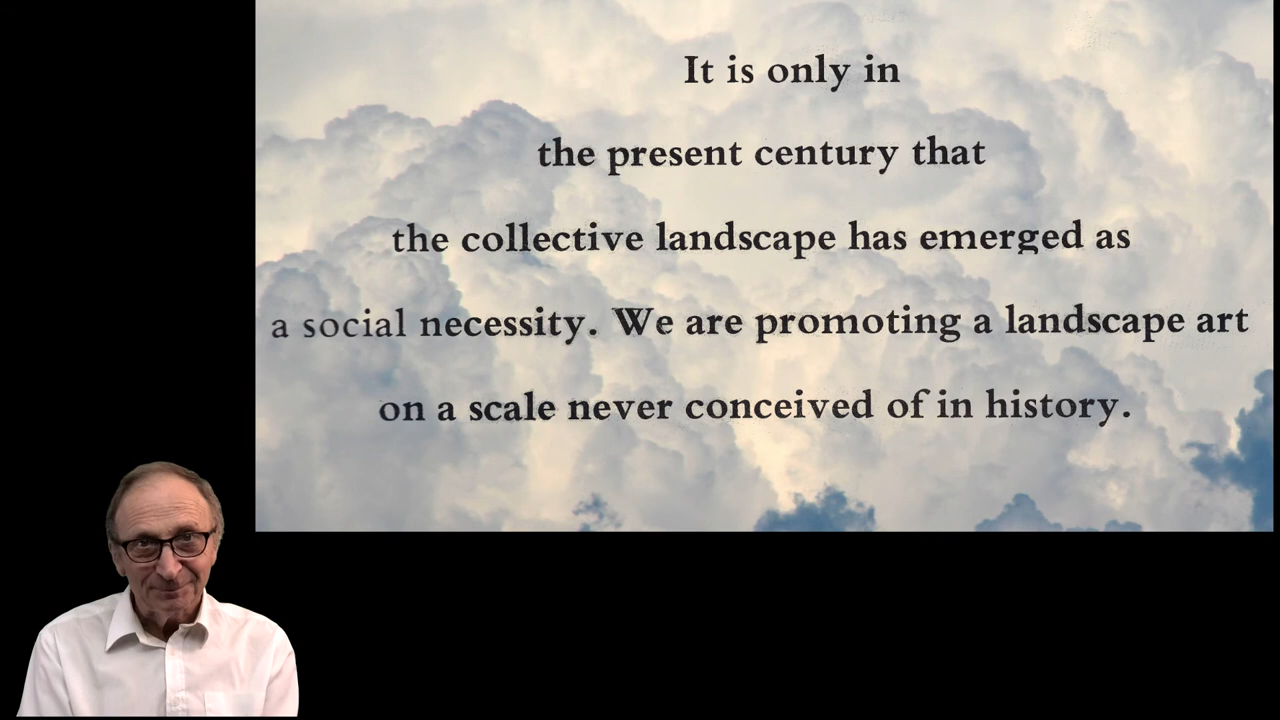 It is only in
the present century that
the collective landscape has emerged as
a social necessity. We are promoting a landscape art
on a scale never conceived of in history.